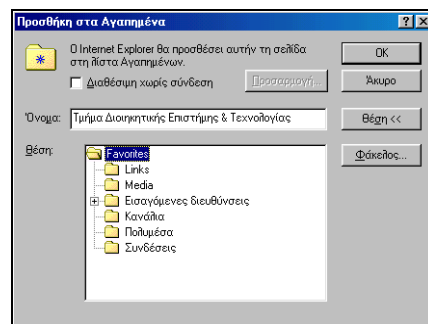 Προσθήκη στα Αγαπημένα
Ο Internet Explorer θα προσθέσει αυτήν τη σελίδα
στη λίστα Αγαπημένων.
Διαθέσιμη χωρίς σύνδεση
Προσαρμογή...
OK
Άκυρο
Όνομα:
Τμήμα Διοικητικής Επιστήμης & Τεχνολογίας
Θέση <<
Θέση:
Φάκελος...
Favorites
Links
Media
Εισαγόμενες διευθύνσεις
Κανάλια
Πολυμέσα
Συνδέσεις